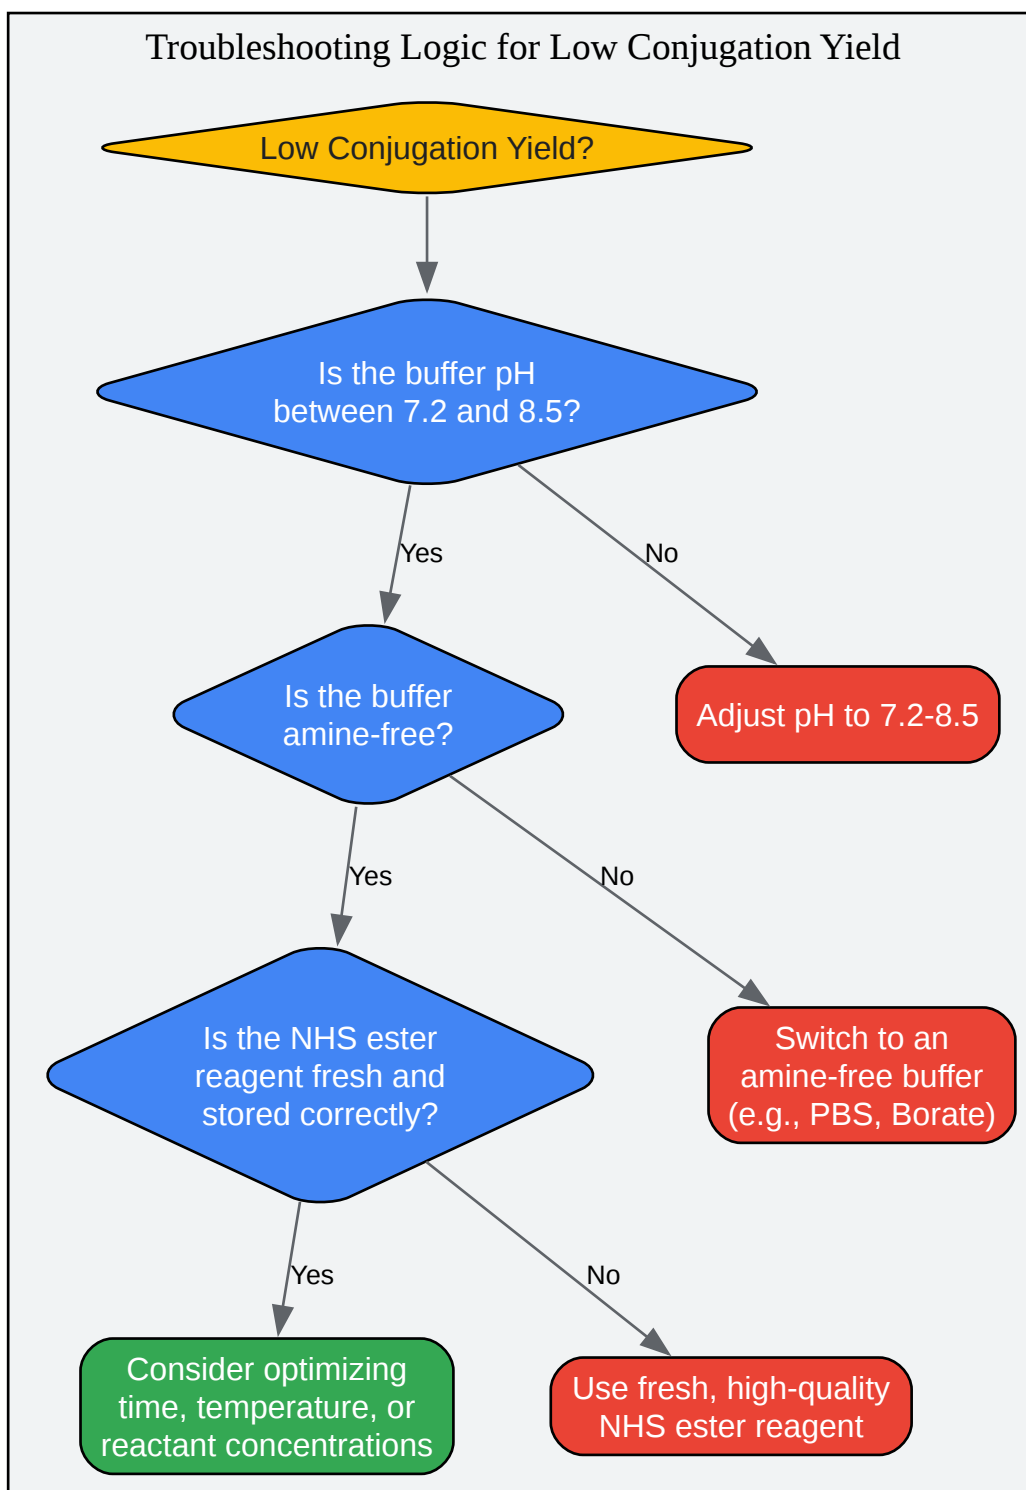 Troubleshooting Logic for Low Conjugation Yield
Low Conjugation Yield?
Is the buffer pH
between 7.2 and 8.5?
Yes
No
Is the buffer
amine-free?
Adjust pH to 7.2-8.5
Yes
No
Is the NHS ester
reagent fresh and
stored correctly?
Switch to an
amine-free buffer
(e.g., PBS, Borate)
Yes
No
Consider optimizing
time, temperature, or
reactant concentrations
Use fresh, high-quality
NHS ester reagent